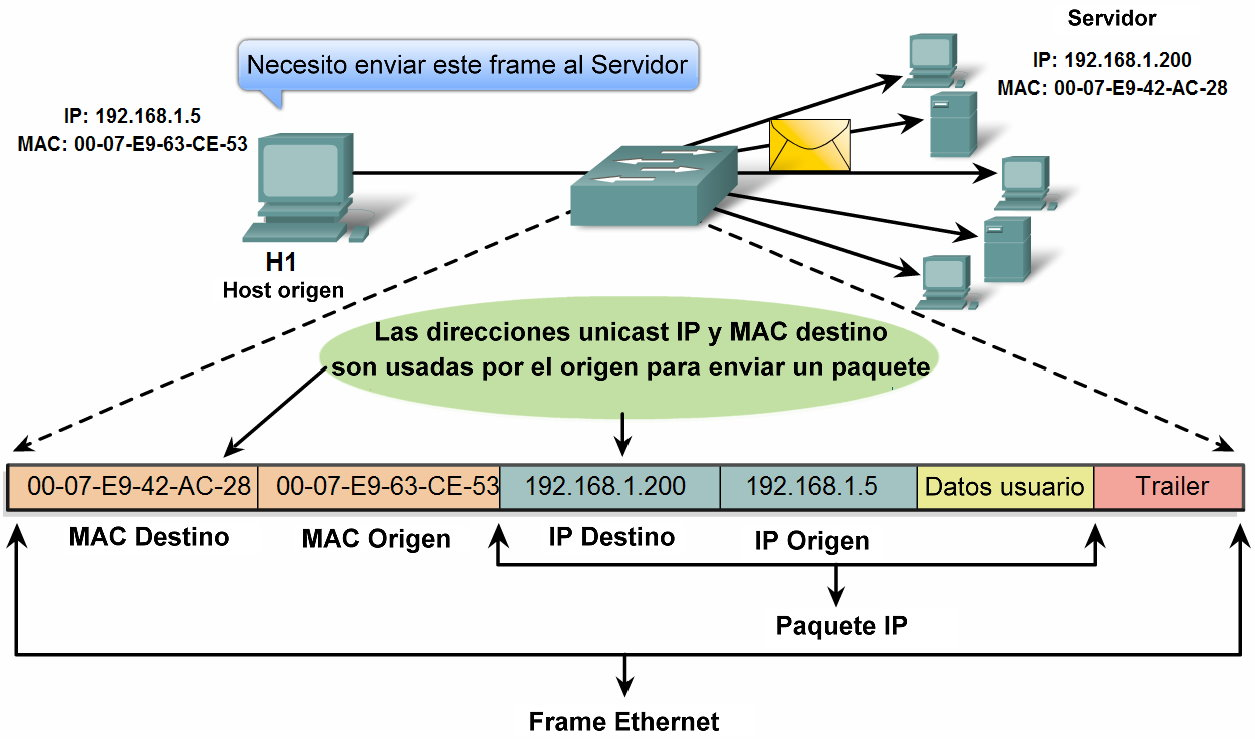 Servidor
IP: 192.168.1.200
MAC: 00-07-E9-42-AC-28
Necesito enviar este frame al Servidor
IP: 192.168.1.5
MAC: 00-07-E9-63-CE-53
H1
Host origen
Las direcciones unicast IP y MAC destino
son usadas por el origen para enviar un paquete
00-07-E9-42-AC-28 00-07-E9-63-CE-53 192.168.1.200 192.168.1.5 Datos usuario Trailer
MAC Destino MAC Origen IP Destino IP Origen
Paquete IP
Frame Ethernet